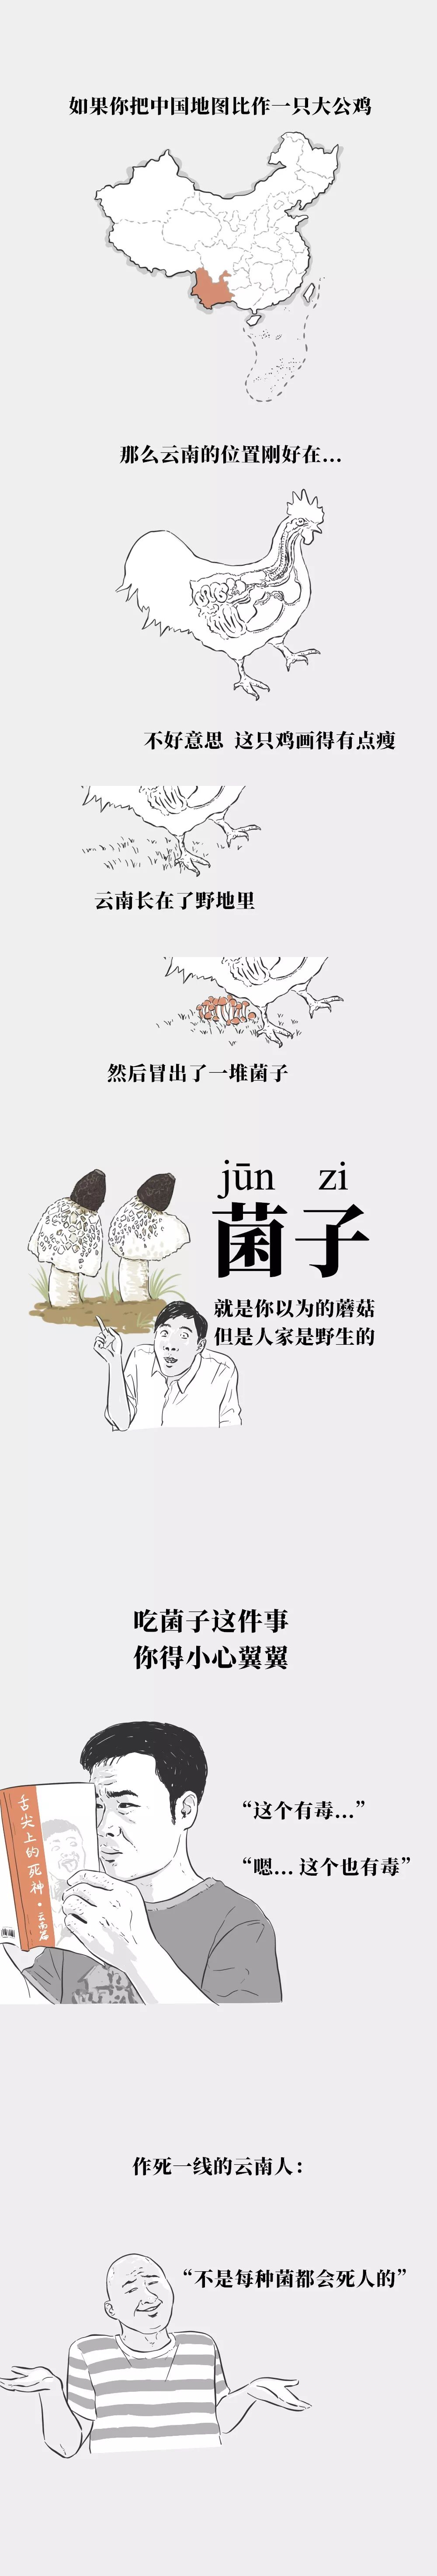 如果你把中国地图比作一只大公鸡
那么云南的位置刚好在...
不好意思 这只鸡画得有点瘦
云南长在了野地里
然后冒出了一堆菌子
jūn zi
菌子
就是你以为的蘑菇
但是人家是野生的
吃菌子这件事
你得小心翼翼
舌尖上的死神·云南篇
“这个有毒...”
“嗯... 这个也有毒”
作死一线的云南人：
“不是每种菌都会死人的”